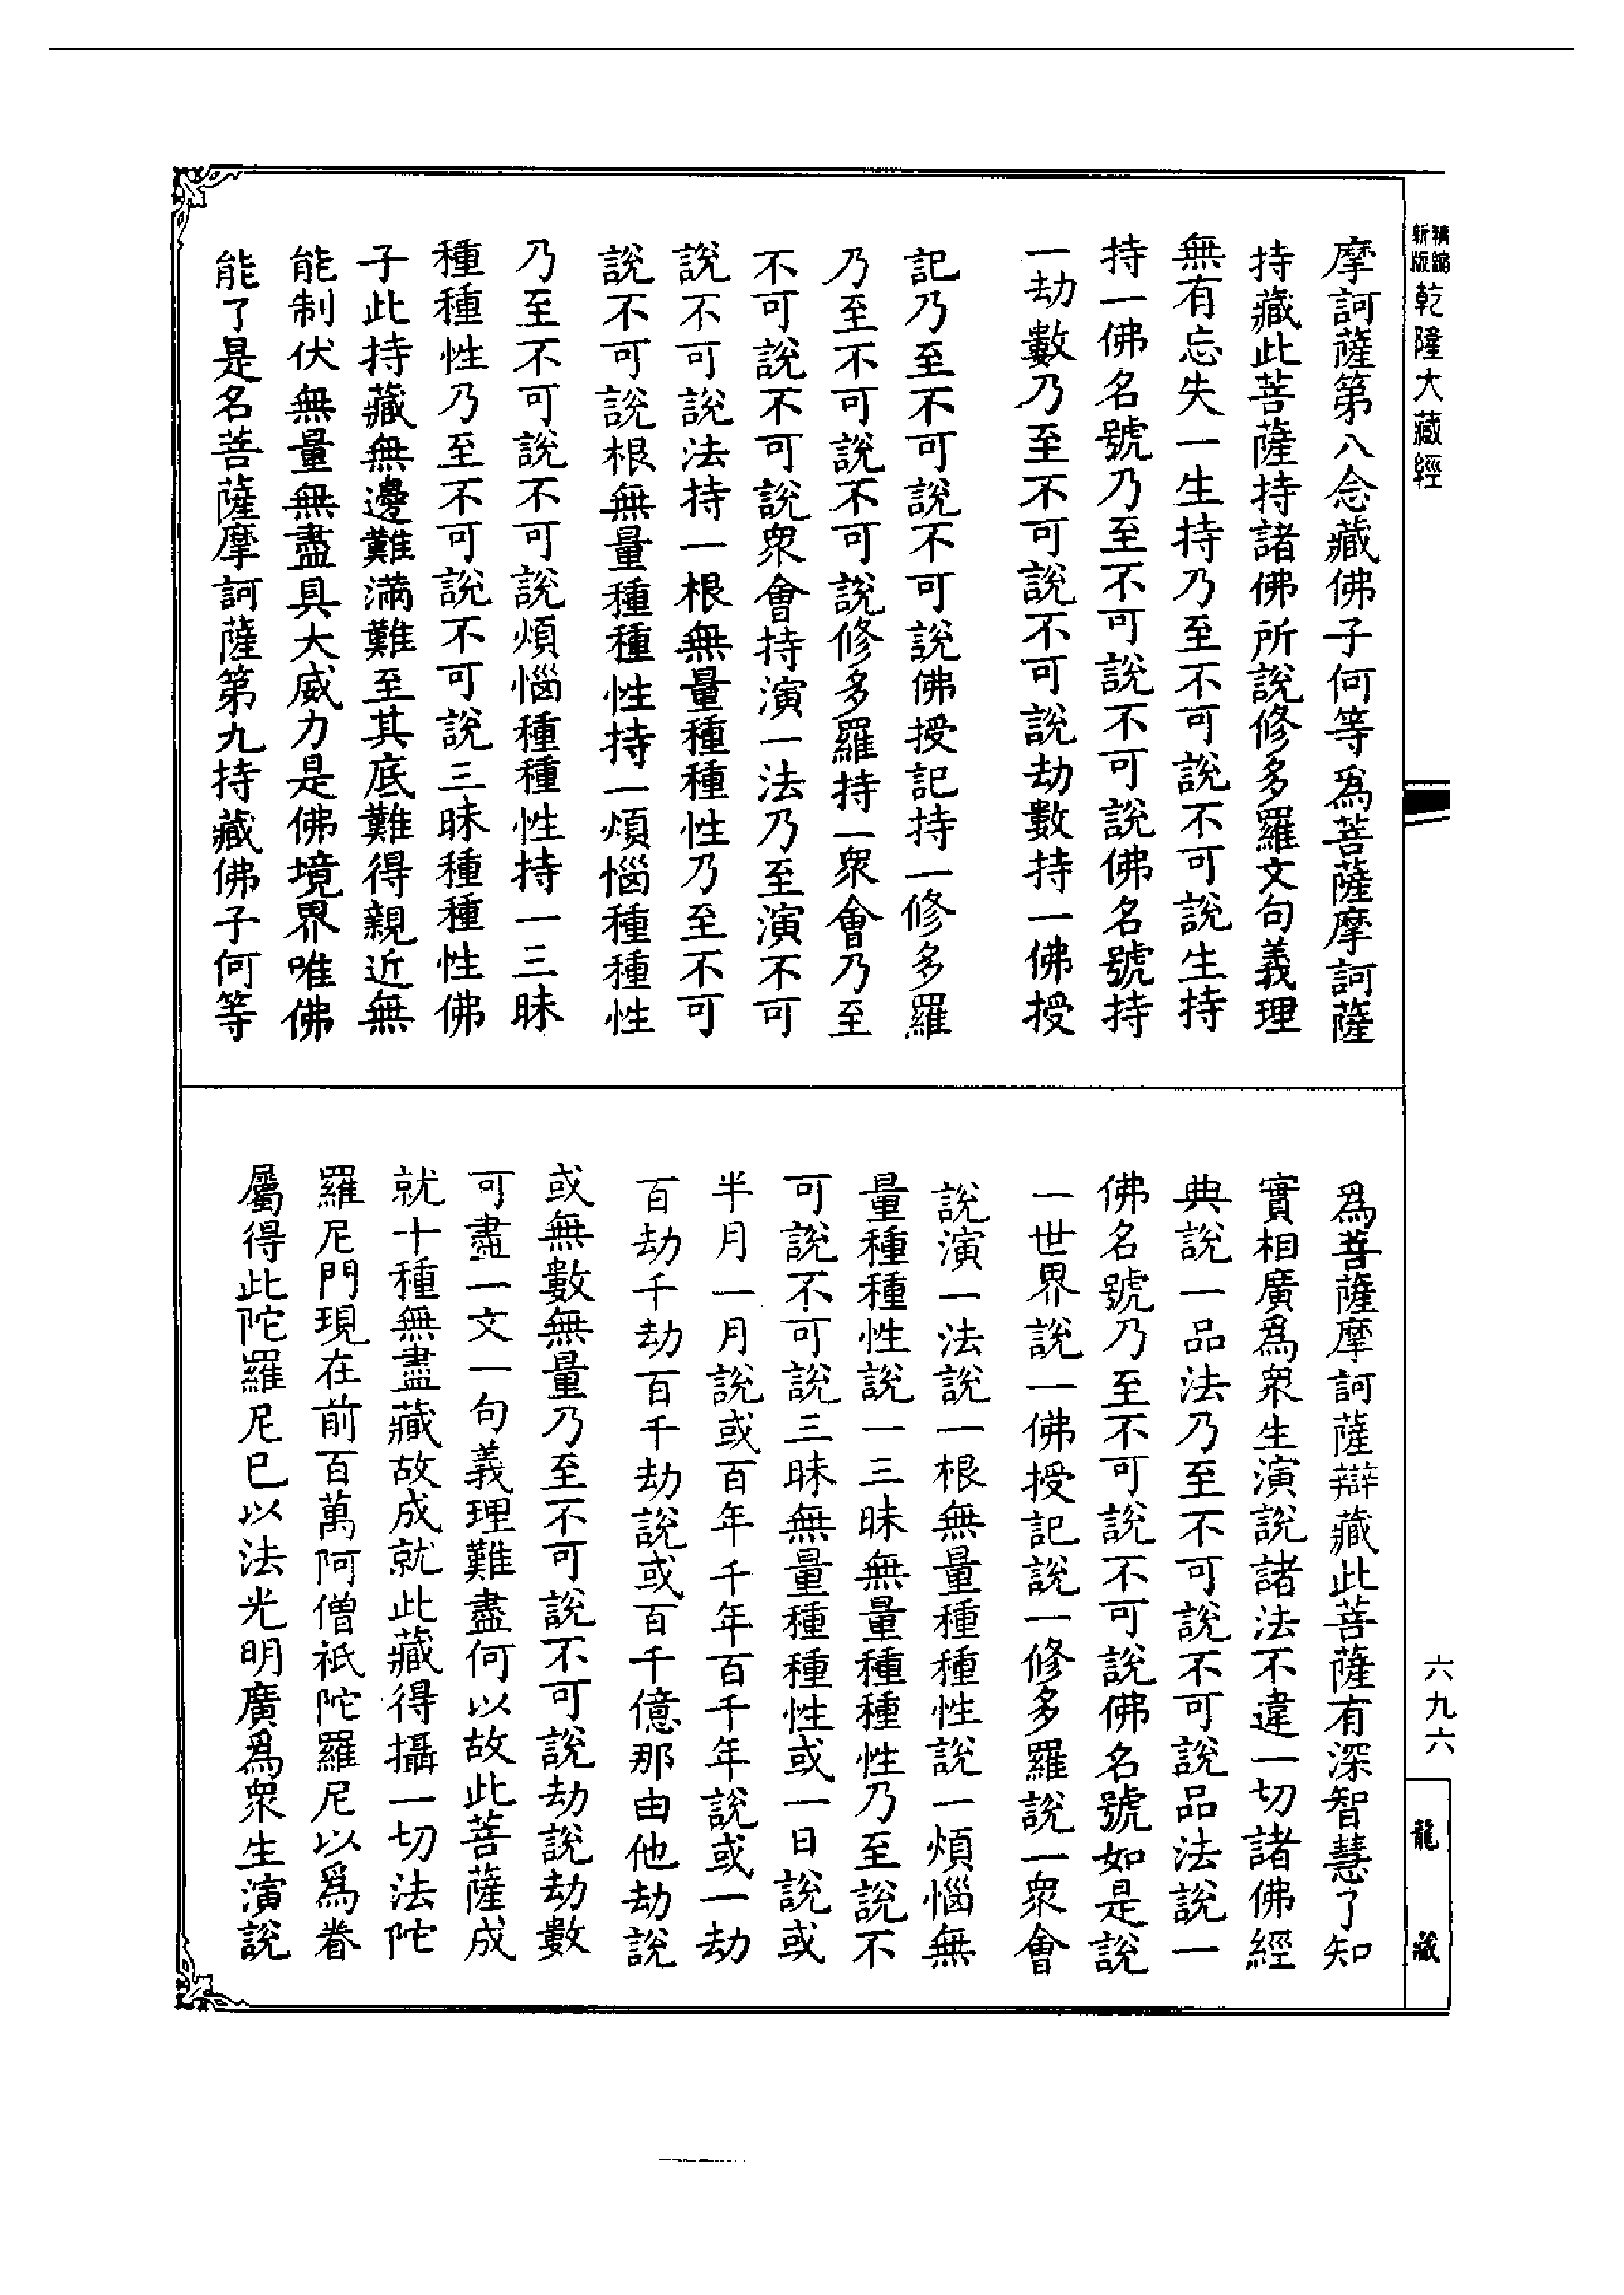 精編
新版
乾隆大藏經
摩訶薩第八念藏佛子何等爲菩薩摩訶薩
持藏此菩薩持諸佛所說修多羅文句義理
無有忘失一生持乃至不可說不可說生持
持一佛名號乃至不可說不可說佛名號持
一劫數乃至不可說不可說劫數持一佛授
記乃至不可說不可說佛授記持一修多羅
乃至不可說不可說修多羅持一衆會乃至
不可說不可說衆會持演一法乃至演不可
說不可說法持一根無量種種性乃至不可
說不可說根無量種種性持一煩惱種種性
乃至不可說不可說煩惱種種性持一三昧
種種性乃至不可說不可說三昧種種性佛
子此持藏無邊難滿難至其底難得親近無
能制伏無量無盡具大威力是佛境界唯佛
能了是名菩薩摩訶薩第九持藏佛子何等
爲菩薩摩訶薩辯藏此菩薩有深智慧了知
實相廣爲衆生演說諸法不違一切諸佛經
典說一品法乃至不可說不可說品法說一
佛名號乃至不可說不可說佛名號如是說
一世界說一佛授記說一修多羅說一衆會
說演一法說一根無量種種性說一煩惱無
量種種性說一三昧無量種種性乃至說不
可說不可說三昧無量種種性或一日說或
半月一月說或百年千年百千年說或一劫
百劫千劫百千劫說或百千億那由他劫說
或無數無量乃至不可說不可說劫說劫數
可盡一文一句義理難盡何以故此菩薩成
就十種無盡藏故成就此藏得攝一切法陀
羅尼門現在前百萬阿僧祇陀羅尼以爲眷
屬得此陀羅尼已以法光明廣爲衆生演說
六九六
龍藏